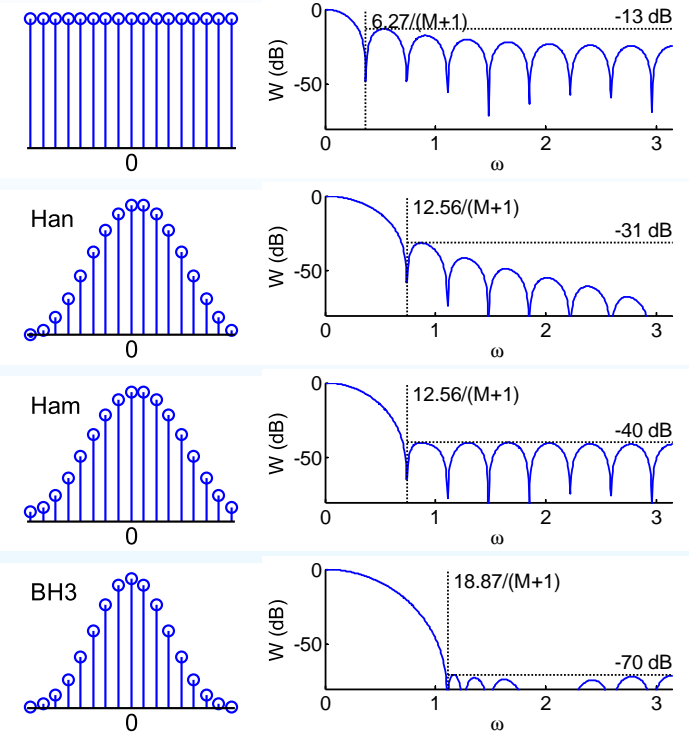 0
6.27/(M+1)
-13 dB
W (dB)
0
-50
0 1 2 3
ω
Han
0
12.56/(M+1)
-31 dB
W (dB)
0
-50
0 1 2 3
ω
Ham
0
12.56/(M+1)
-40 dB
W (dB)
0
-50
0 1 2 3
ω
BH3
0
18.87/(M+1)
-70 dB
W (dB)
0
-50
0 1 2 3
ω